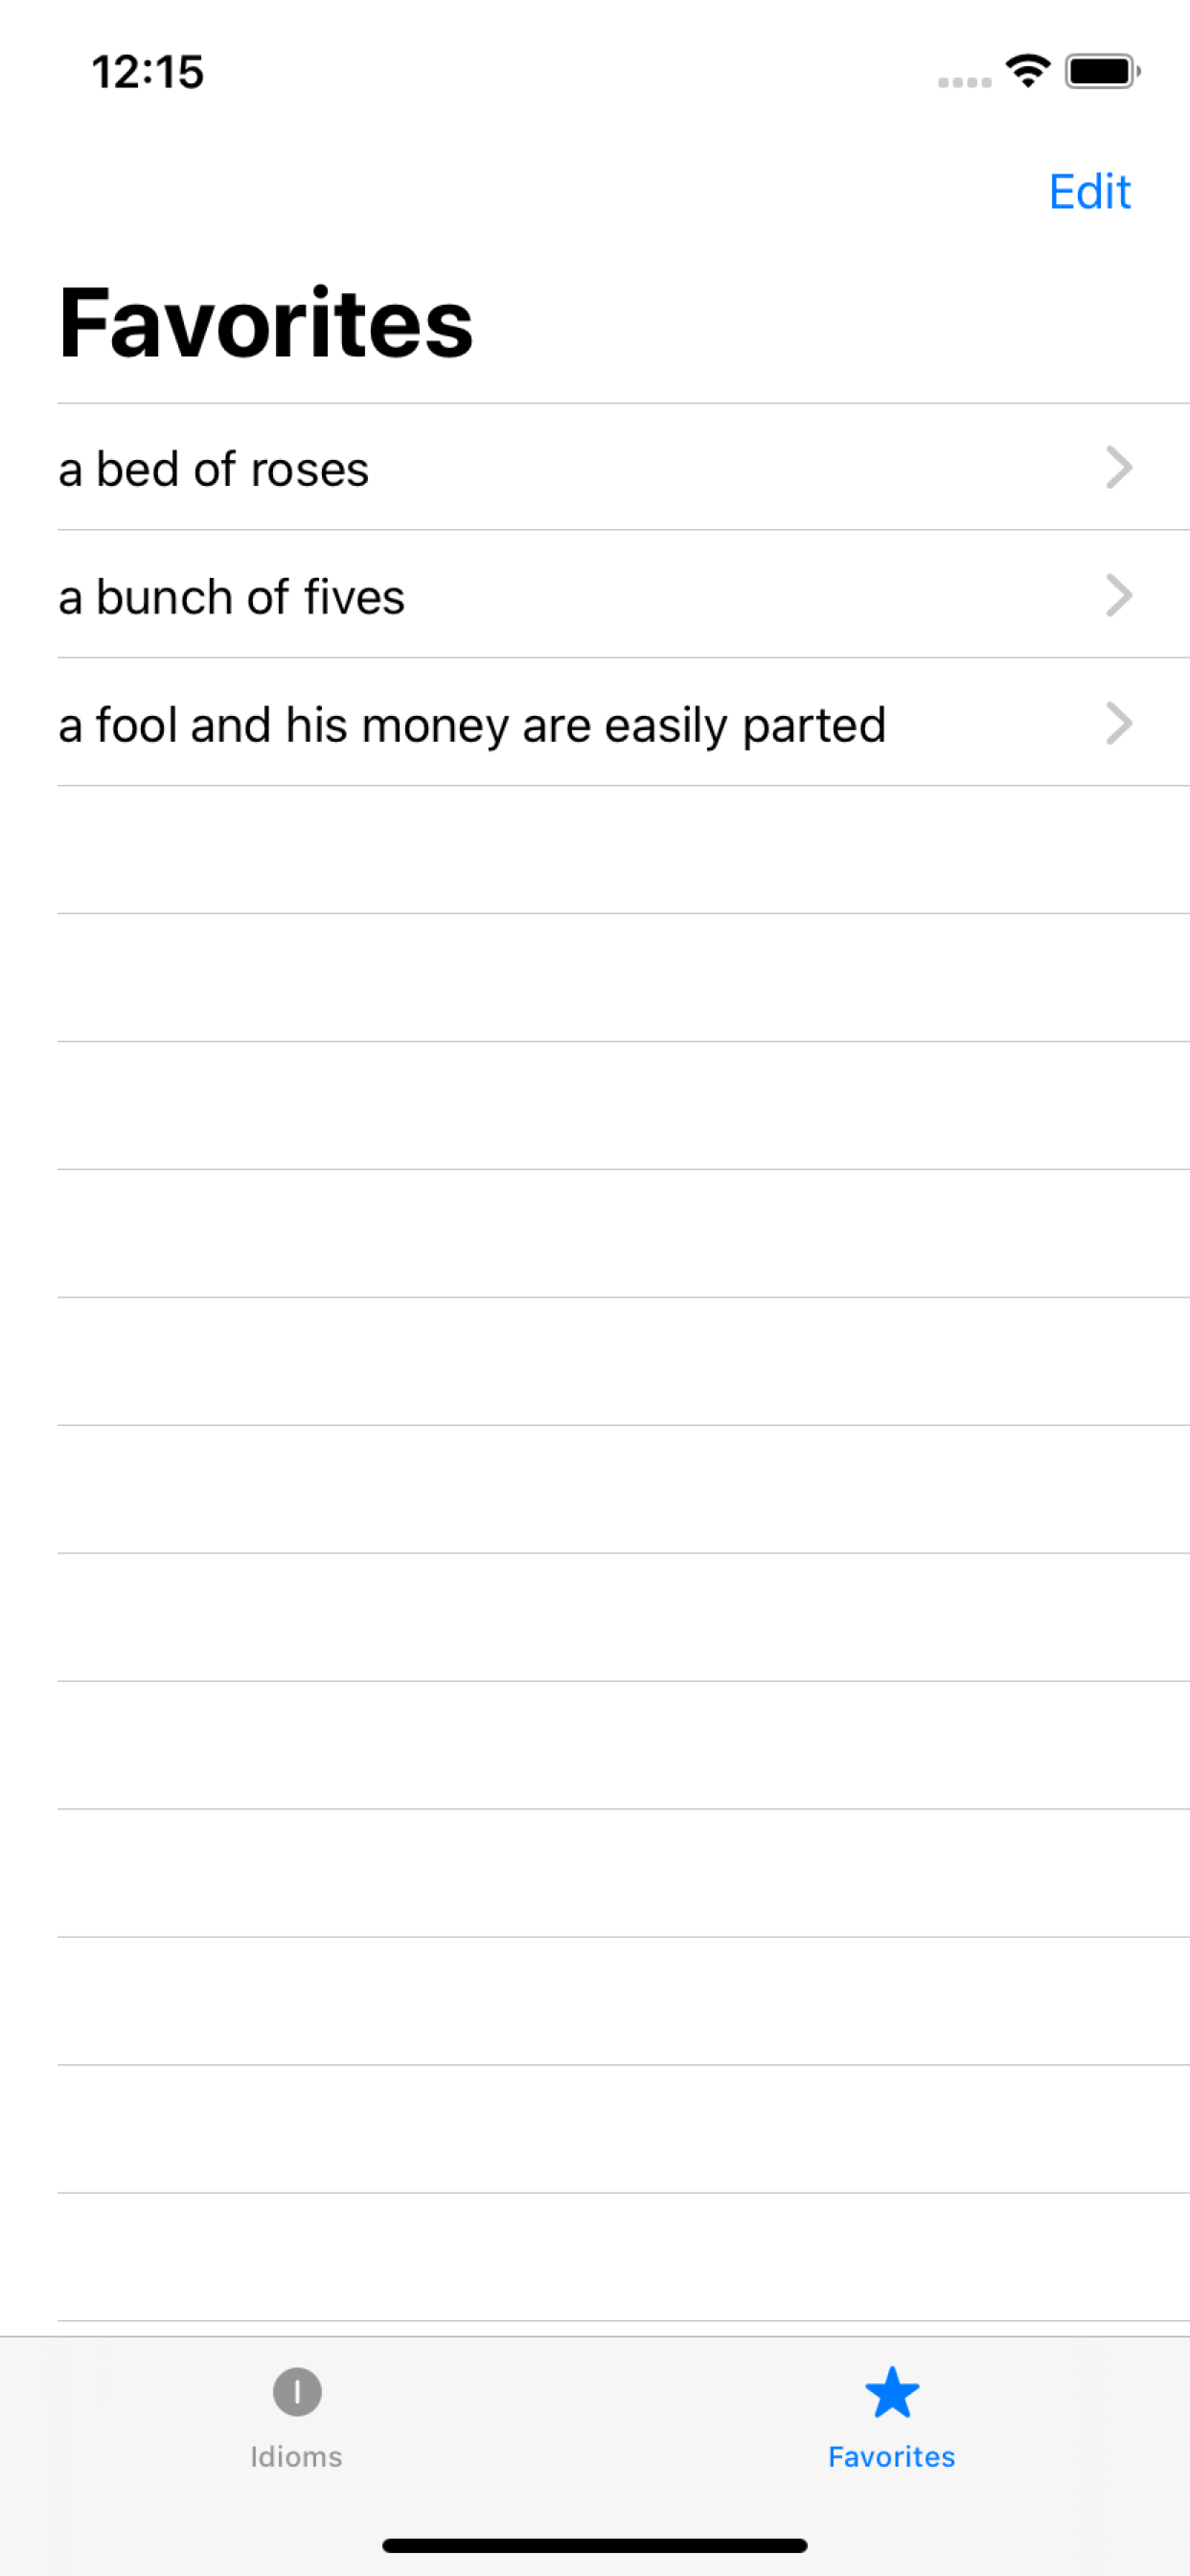 12:15
Edit
Favorites
a bed of roses
a bunch of fives
a fool and his money are easily parted
I
Idioms
Favorites